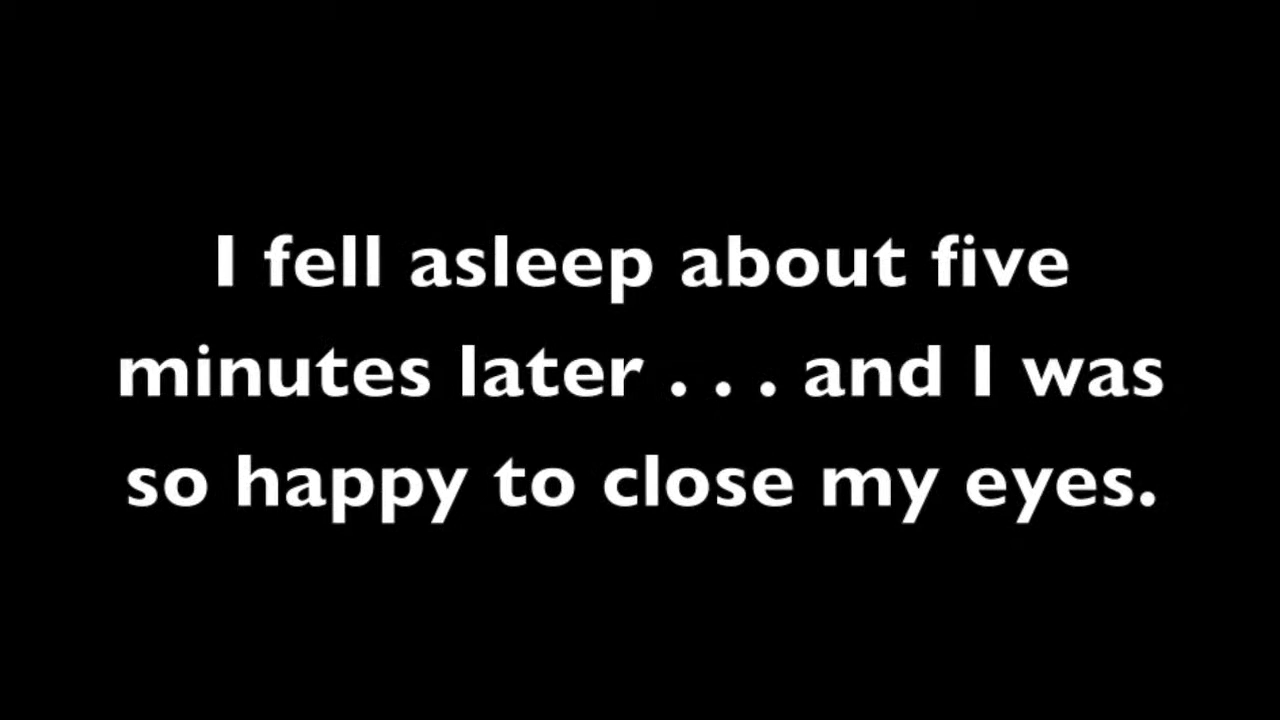 I fell asleep about five
minutes later . . . and I was
so happy to close my eyes.